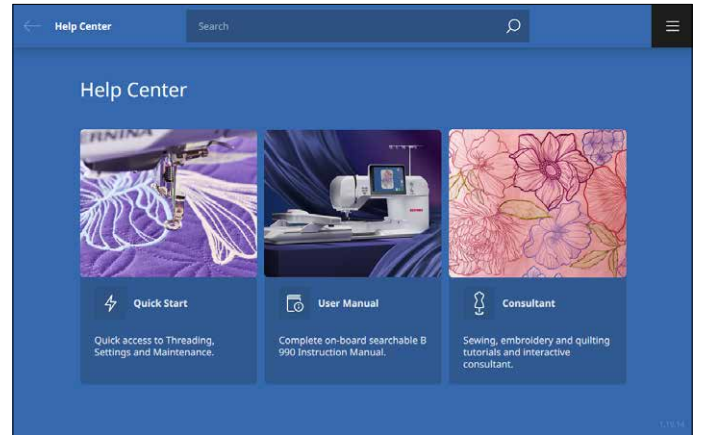 Help Center
Search
Help Center
BERNINA
Quick Start
Quick access to Threading,
Settings and Maintenance.
User Manual
Complete on-board searchable B
990 Instruction Manual.
Consultant
Sewing, embroidery and quilting
tutorials and interactive
consultant.